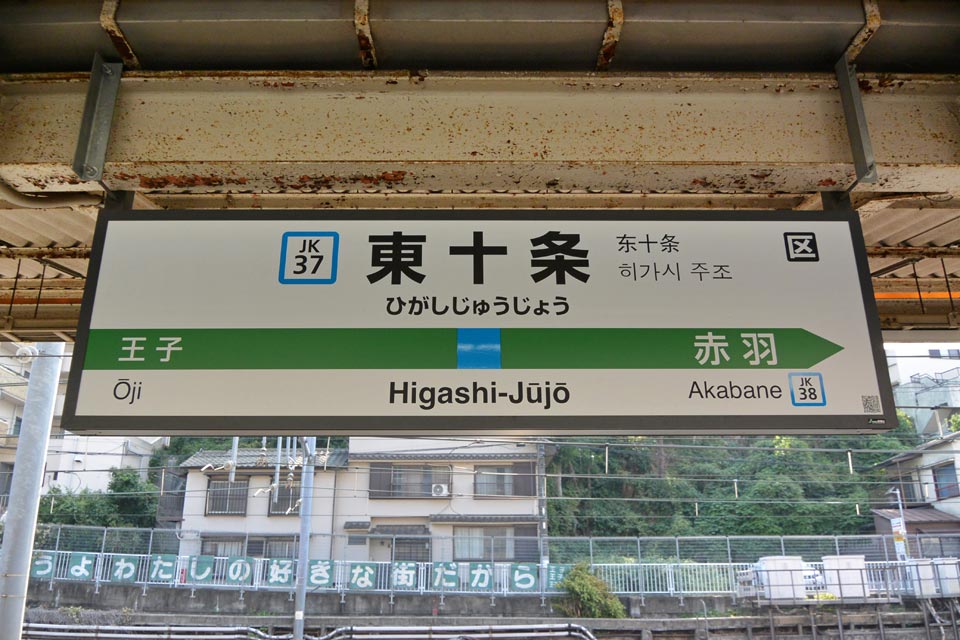 JK
37
東十条
东十条
히가시 주조
区
ひがしじゅうじょう
王子
赤羽
Ōji
Higashi-Jūjō
Akabane
JK
38
うよわたしの好きな街だから